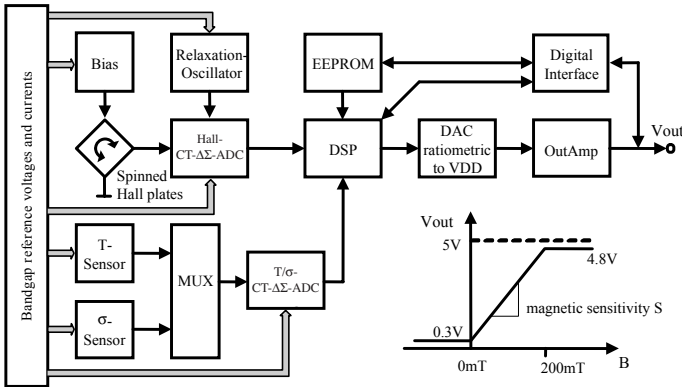 Bandgap reference voltages and currents
Bias
Relaxation-
Oscillator
EEPROM
Digital
Interface
Hall-
CT-ΔΣ-ADC
DSP
DAC
ratiometric
to VDD
OutAmp
Vout
Spinned
Hall plates
T-
Sensor
MUX
T/σ-
CT-ΔΣ-ADC
σ-
Sensor
Vout
5V
4.8V
magnetic sensitivity S
0.3V
0mT
200mT
B